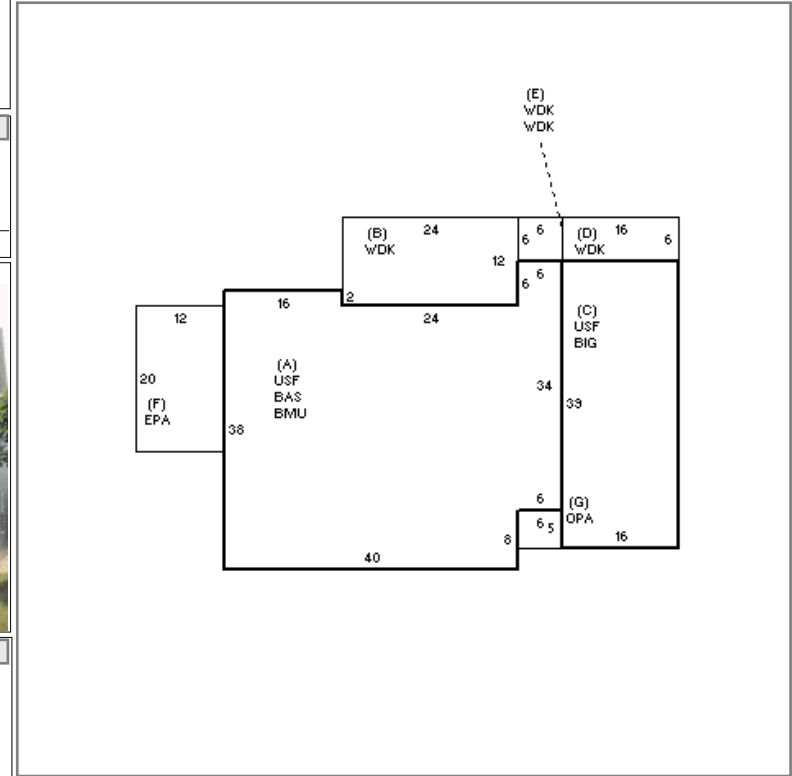 (E)
WDK
WDK
(B)
WDK
24
6
6
(D)
WDK
16
6
12
6
6
2
16
24
12
(C)
USF
BIG
(A)
USF
BAS
BMU
20
(F)
EPA
34
39
38
6
(G)
OPA
6
5
8
16
40